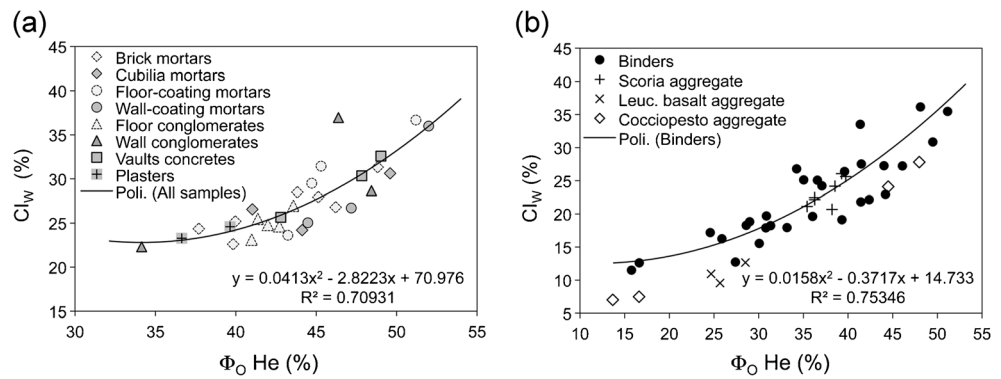 (a)
45
40
35
30
25
20
15
30
35
40
45
50
55
CI_W (%)
Φ_O He (%)
Brick mortars
Cubilia mortars
Floor-coating mortars
Wall-coating mortars
Floor conglomerates
Wall conglomerates
Vaults concretes
Plasters
Poli. (All samples)
y = 0.0413x² - 2.8223x + 70.976
R² = 0.70931
(b)
45
40
35
30
25
20
15
10
5
10
15
20
25
30
35
40
45
50
55
CI_W (%)
Φ_O He (%)
Binders
Scoria aggregate
Leuc. basalt aggregate
Cocciopesto aggregate
Poli. (Binders)
y = 0.0158x² - 0.3717x + 14.733
R² = 0.75346